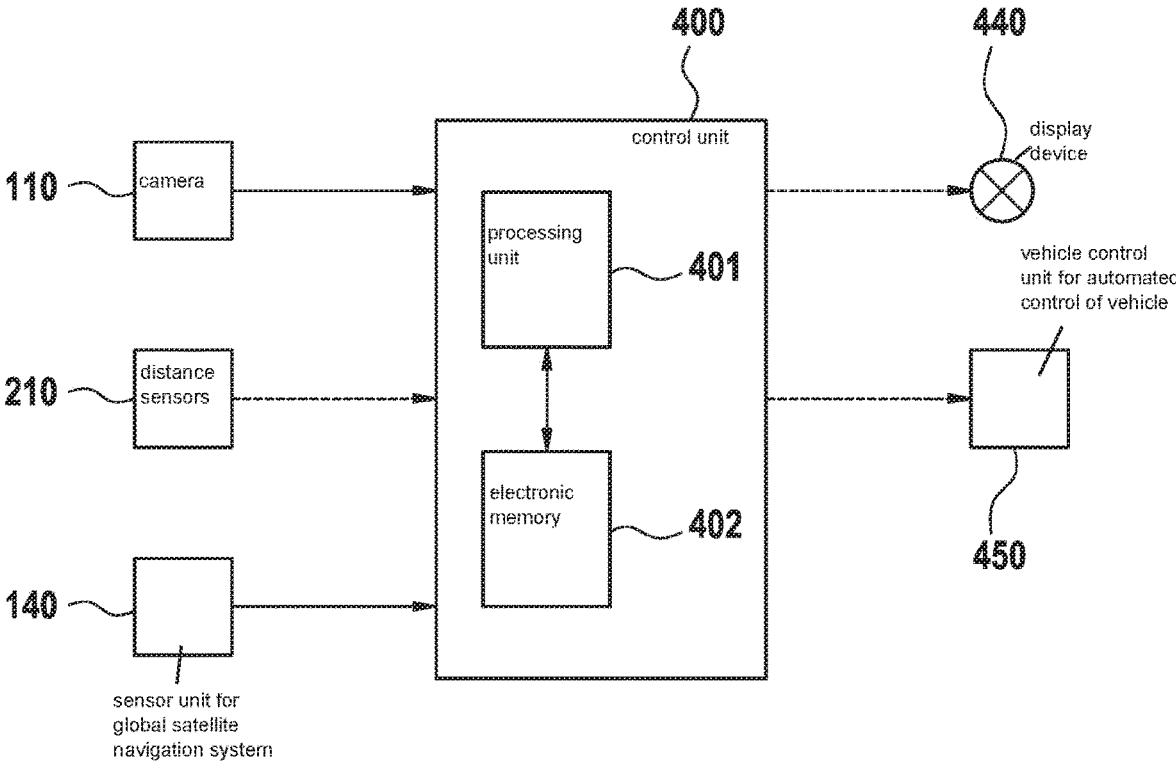 400
440
control unit
display
device
110
camera
processing
unit
401
vehicle control
unit for automated
control of vehicle
210
distance
sensors
electronic
memory
402
450
140
sensor unit for
global satellite
navigation system